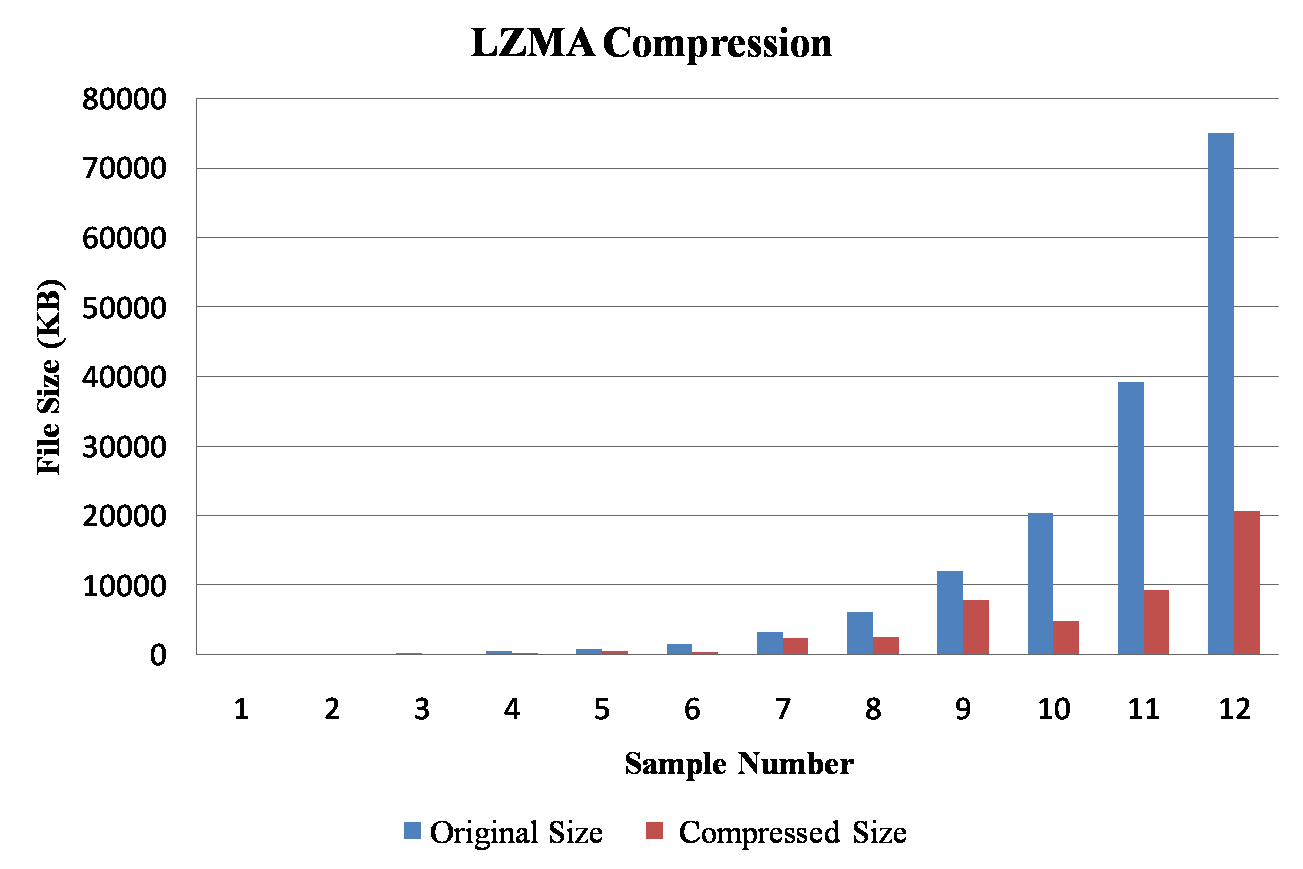 LZMA Compression
80000
70000
60000
50000
40000
30000
20000
10000
0
File Size (KB)
1 2 3 4 5 6 7 8 9 10 11 12
Sample Number
Original Size Compressed Size